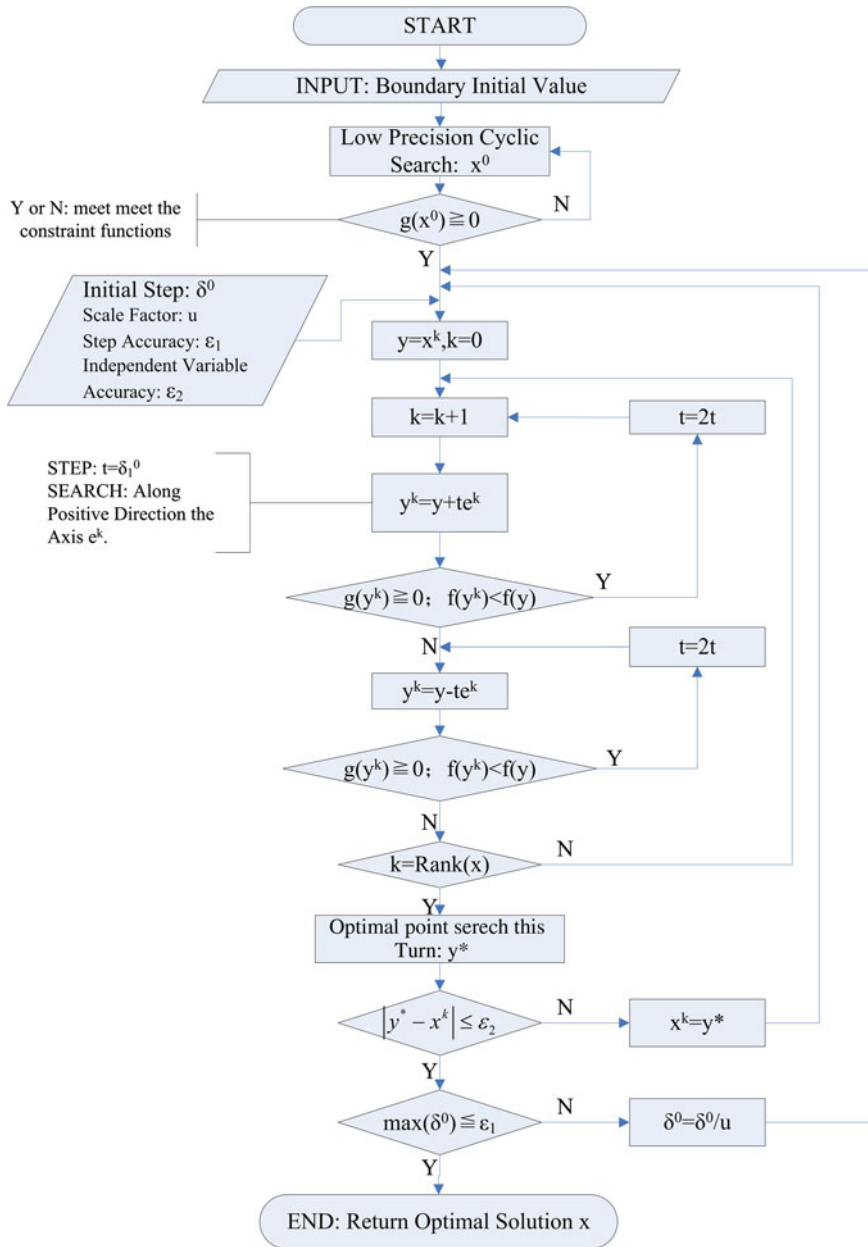 START
INPUT: Boundary Initial Value
Low Precision Cyclic
Search: x⁰
N
Y or N: meet meet the
constraint functions
g(x⁰)≧0
Y
Initial Step: δ⁰
Scale Factor: u
Step Accuracy: ε₁
Independent Variable
Accuracy: ε₂
y=xᵏ,k=0
k=k+1
t=2t
STEP: t=δ₁⁰
SEARCH: Along
Positive Direction the
Axis eᵏ.
yᵏ=y+teᵏ
g(yᵏ)≧0; f(yᵏ)<f(y)
Y
N
t=2t
yᵏ=y-teᵏ
g(yᵏ)≧0; f(yᵏ)<f(y)
Y
N
k=Rank(x)
N
Y
Optimal point serech this
Turn: y*
|y* − xᵏ| ≤ ε₂
N
xᵏ=y*
Y
max(δ⁰)≦ε₁
N
δ⁰=δ⁰/u
Y
END: Return Optimal Solution x